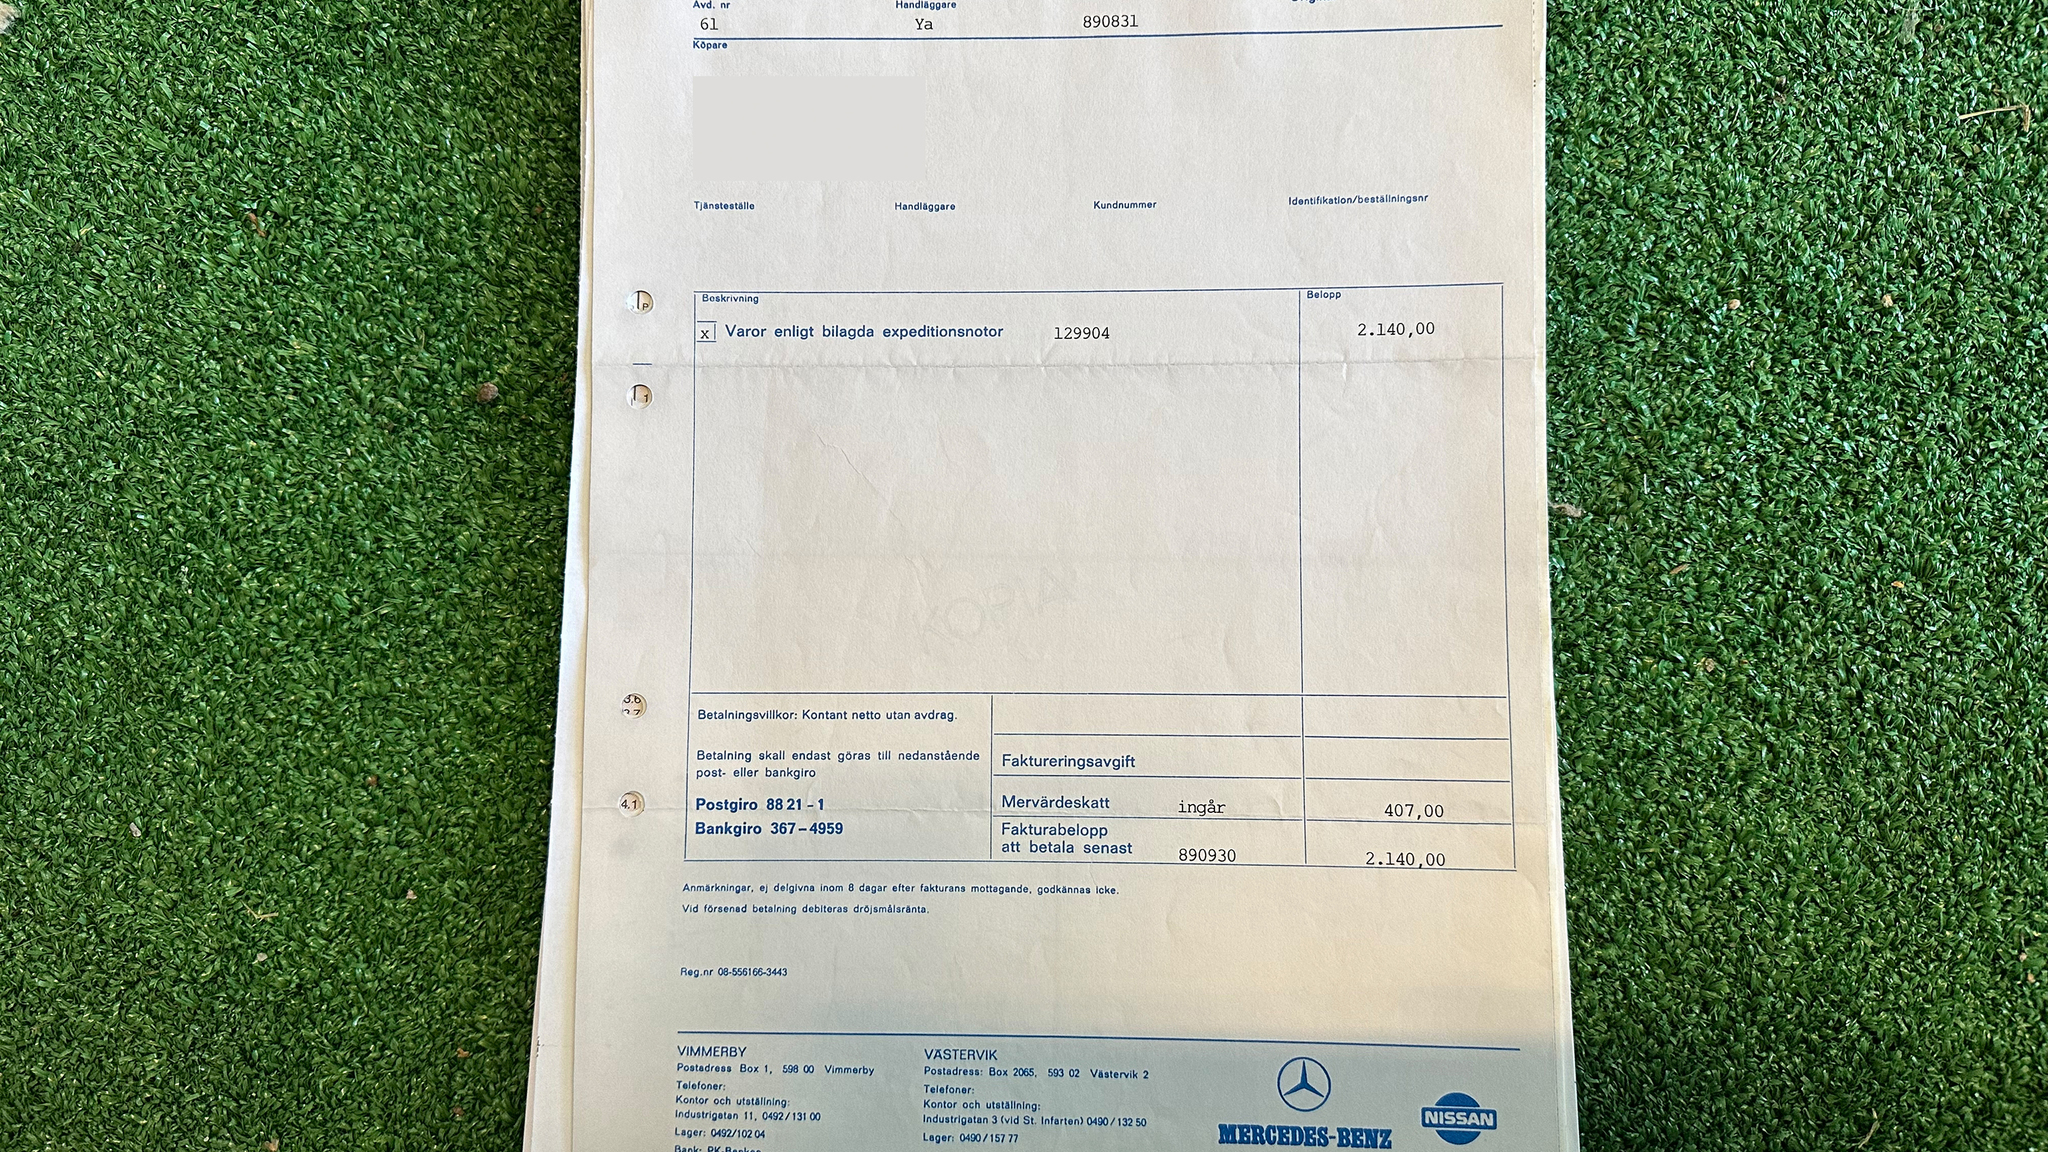 Avd. nr Handläggare
61 Ya 890831
Köpare
Tjänsteställe Handläggare Kundnummer Identifikation/beställningsnr
Beskrivning Belopp
x Varor enligt bilagda expeditionsnotor 129904 2.140,00
KOPIA
Betalningsvillkor: Kontant netto utan avdrag.
Betalning skall endast göras till nedanstående
post- eller bankgiro
Postgiro 88 21 - 1
Bankgiro 367 - 4959
Faktureringsavgift
Mervärdeskatt ingår 407,00
Fakturabelopp
att betala senast 890930 2.140,00
4.1
Anmärkningar, ej delgivna inom 8 dagar efter fakturans mottagande, godkännas icke.
Vid försenad betalning debiteras dröjsmålsränta.
Reg.nr 08-556166-3443
VIMMERBY
Postadress Box 1, 598 00 Vimmerby
Telefoner:
Kontor och utställning:
Industrigatan 11, 0492/131 00
Lager: 0492/102 04
VÄSTERVIK
Postadress: Box 2065, 593 02 Västervik 2
Telefoner:
Kontor och utställning:
Industrigatan 3 (vid St. Infarten) 0490/132 50
Lager: 0490/157 77
MERCEDES-BENZ
NISSAN